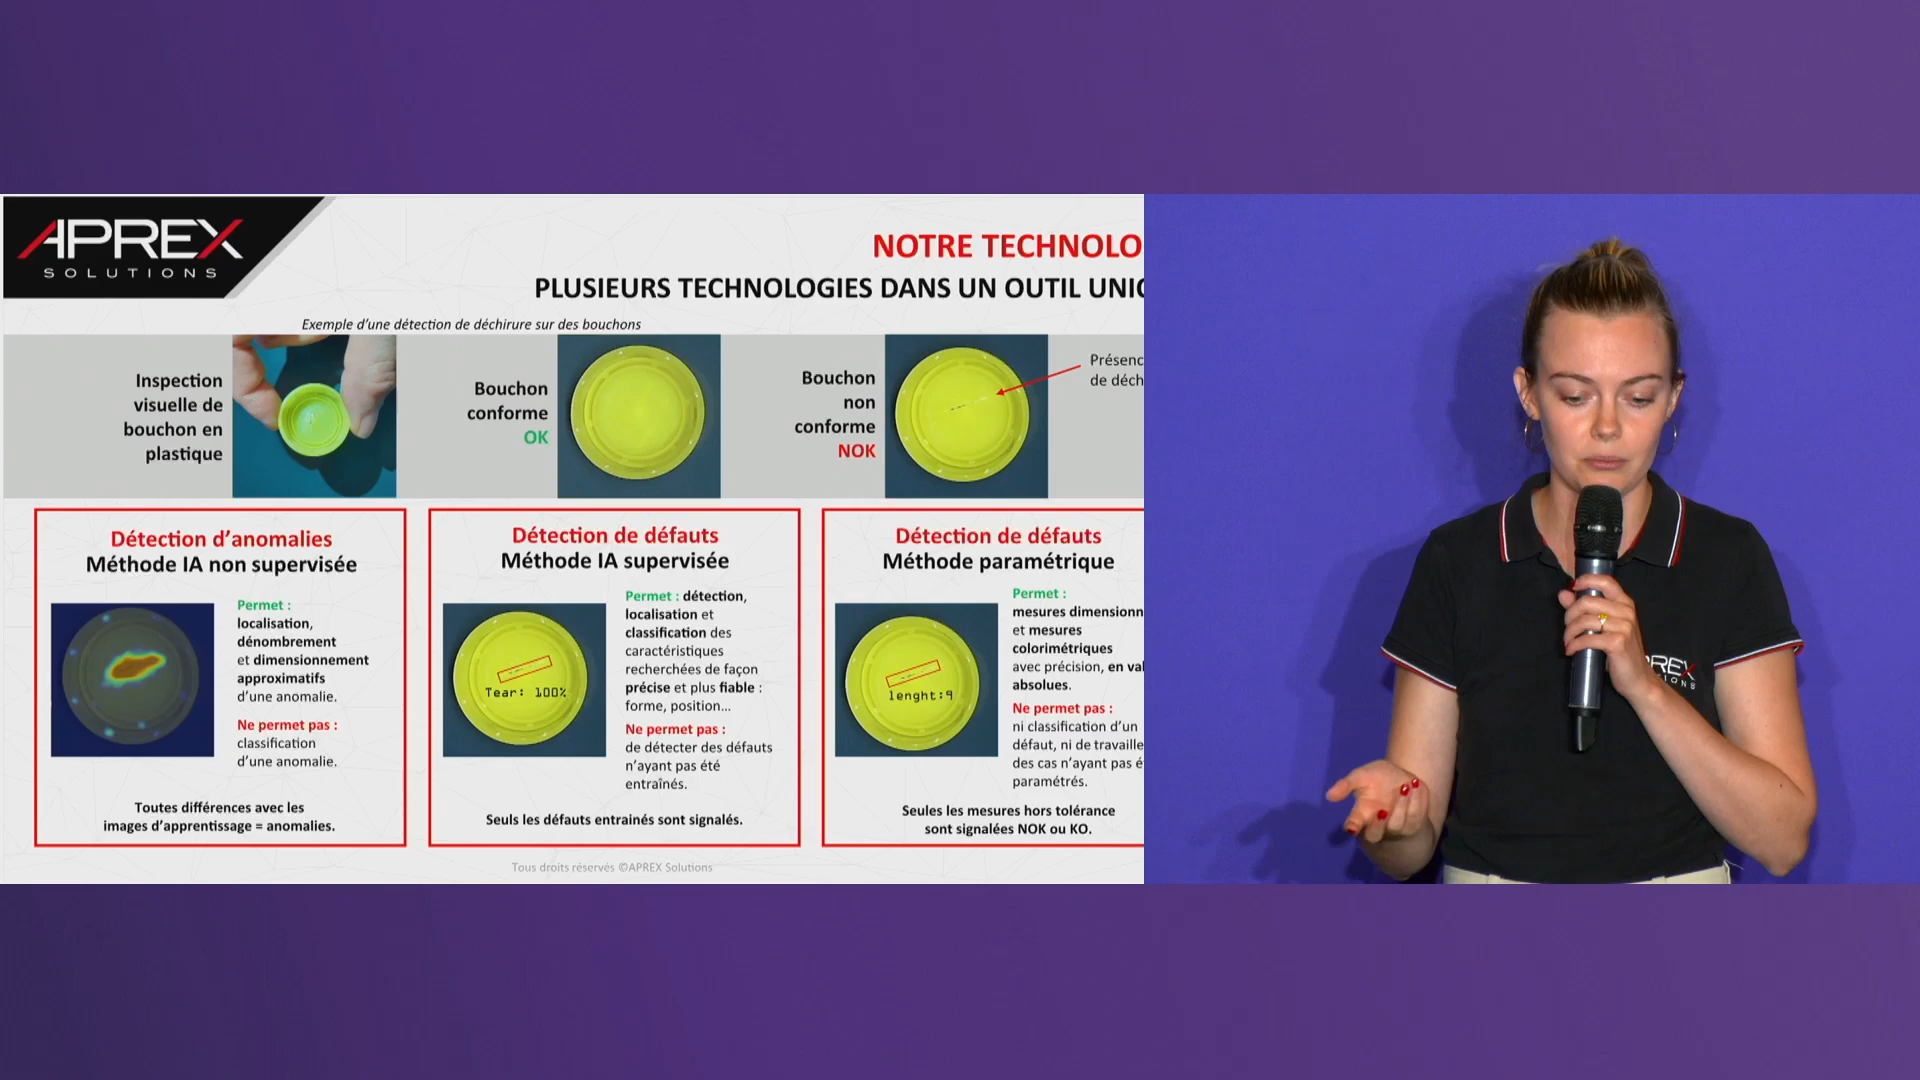 APREX
SOLUTIONS
NOTRE TECHNOLO
PLUSIEURS TECHNOLOGIES DANS UN OUTIL UNIQ
Exemple d'une détection de déchirure sur des bouchons
Inspection
visuelle de
bouchon en
plastique
Bouchon
conforme
OK
Bouchon
non
conforme
NOK
Présenc
de déch
Détection d'anomalies
Méthode IA non supervisée
Permet :
localisation,
dénombrement
et dimensionnement
approximatifs
d'une anomalie.
Ne permet pas :
classification
d'une anomalie.
Toutes différences avec les
images d'apprentissage = anomalies.
Détection de défauts
Méthode IA supervisée
Tear: 100%
Permet : détection,
localisation et
classification des
caractéristiques
recherchées de façon
précise et plus fiable :
forme, position...
Ne permet pas :
de détecter des défauts
n'ayant pas été
entraînés.
Seuls les défauts entrainés sont signalés.
Détection de défauts
Méthode paramétrique
lenght:9
Permet :
mesures dimensionn
et mesures
colorimétriques
avec précision, en val
absolues.
Ne permet pas :
ni classification d'un
défaut, ni de travaille
des cas n'ayant pas é
paramétrés.
Seules les mesures hors tolérance
sont signalées NOK ou KO.
Tous droits réservés ©APREX Solutions
PREX
IONS